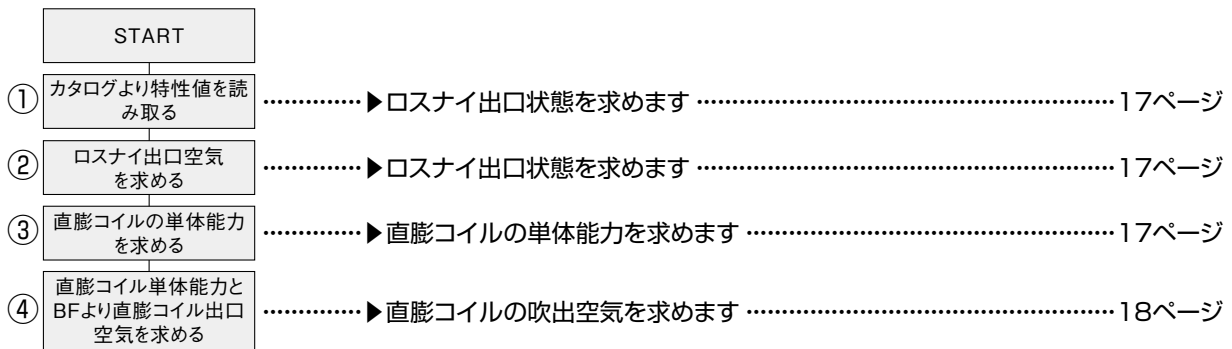 START
① カタログより特性値を読
み取る
▶ロスナイ出口状態を求めます 17ページ
② ロスナイ出口空気
を求める
▶ロスナイ出口状態を求めます 17ページ
③ 直膨コイルの単体能力
を求める
▶直膨コイルの単体能力を求めます 17ページ
④ 直膨コイル単体能力と
BFより直膨コイル出口
空気を求める
▶直膨コイルの吹出空気を求めます 18ページ